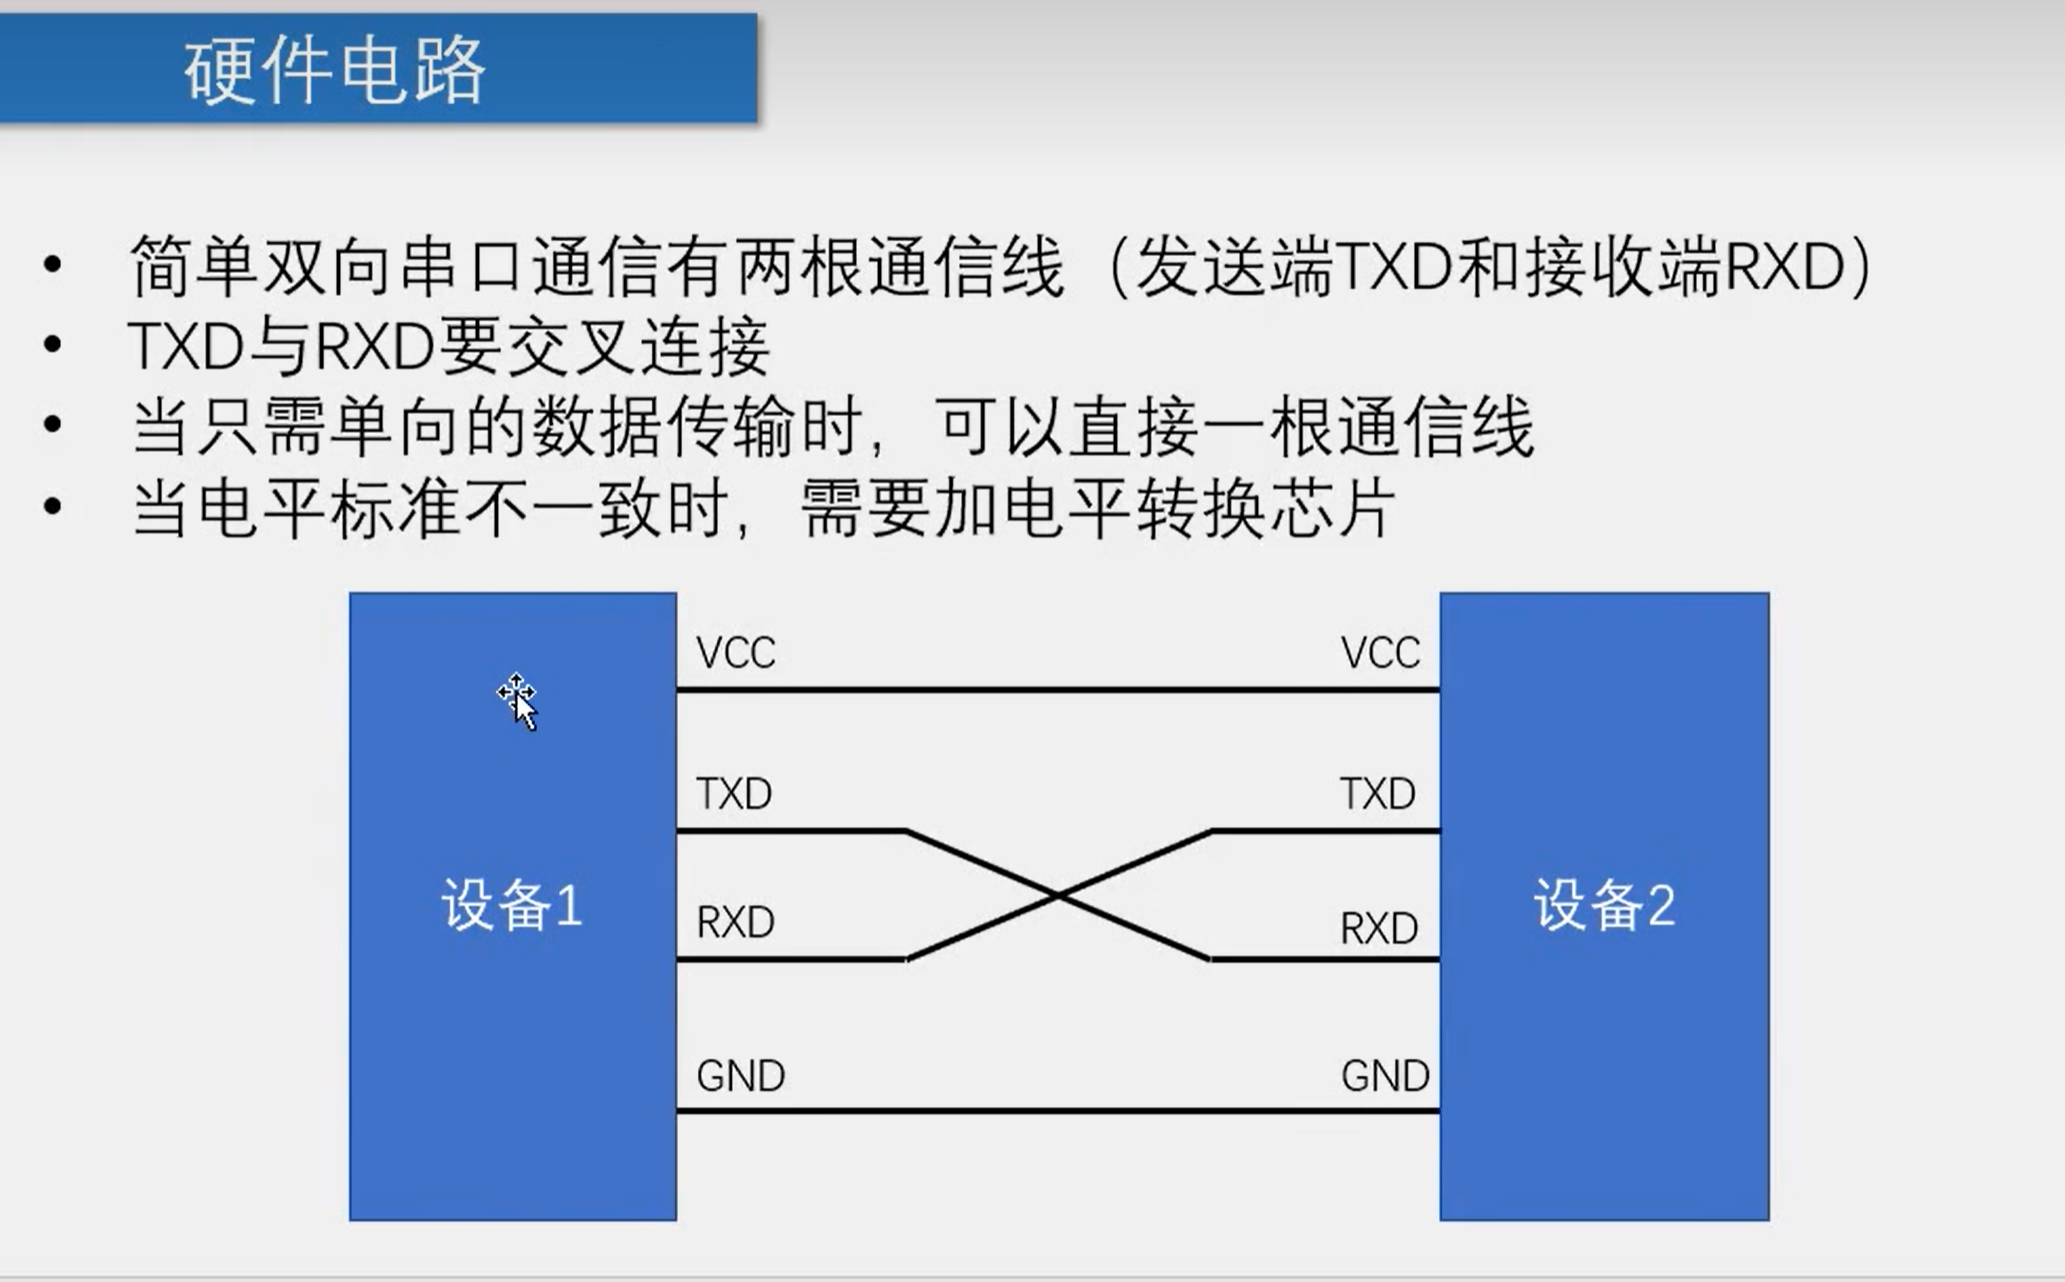 硬件电路
• 简单双向串口通信有两根通信线（发送端TXD和接收端RXD）
• TXD与RXD要交叉连接
• 当只需单向的数据传输时，可以直接一根通信线
• 当电平标准不一致时，需要加电平转换芯片
VCC VCC
TXD TXD
设备1 设备2
RXD RXD
GND GND